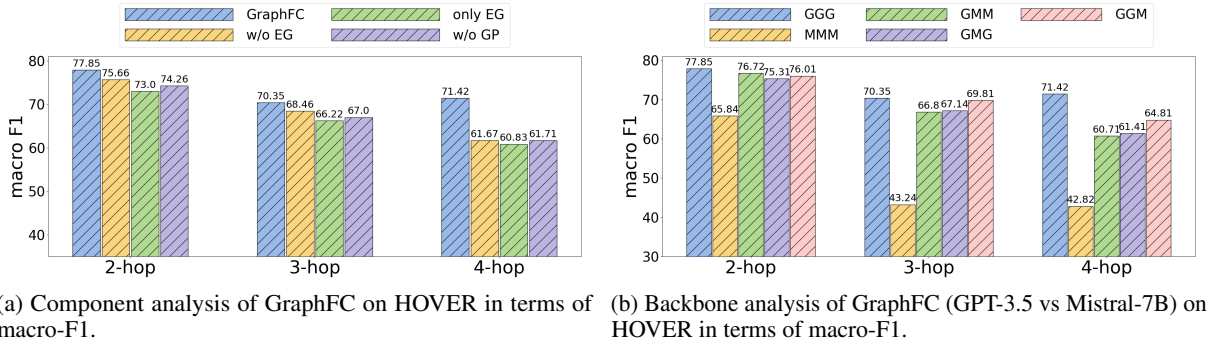 GraphFC
only EG
w/o EG
w/o GP
macro F1
80
70
60
50
40
77.85
75.66
73.0
74.26
70.35
68.46
66.22
67.0
71.42
61.67
60.83
61.71
2-hop
3-hop
4-hop
(a) Component analysis of GraphFC on HOVER in terms of
macro-F1.
GGG
GMM
GGM
MMM
GMG
macro F1
80
70
60
50
40
30
77.85
65.84
76.72
75.31
76.01
70.35
43.24
66.8
67.14
69.81
71.42
42.82
60.71
61.41
64.81
2-hop
3-hop
4-hop
(b) Backbone analysis of GraphFC (GPT-3.5 vs Mistral-7B) on
HOVER in terms of macro-F1.